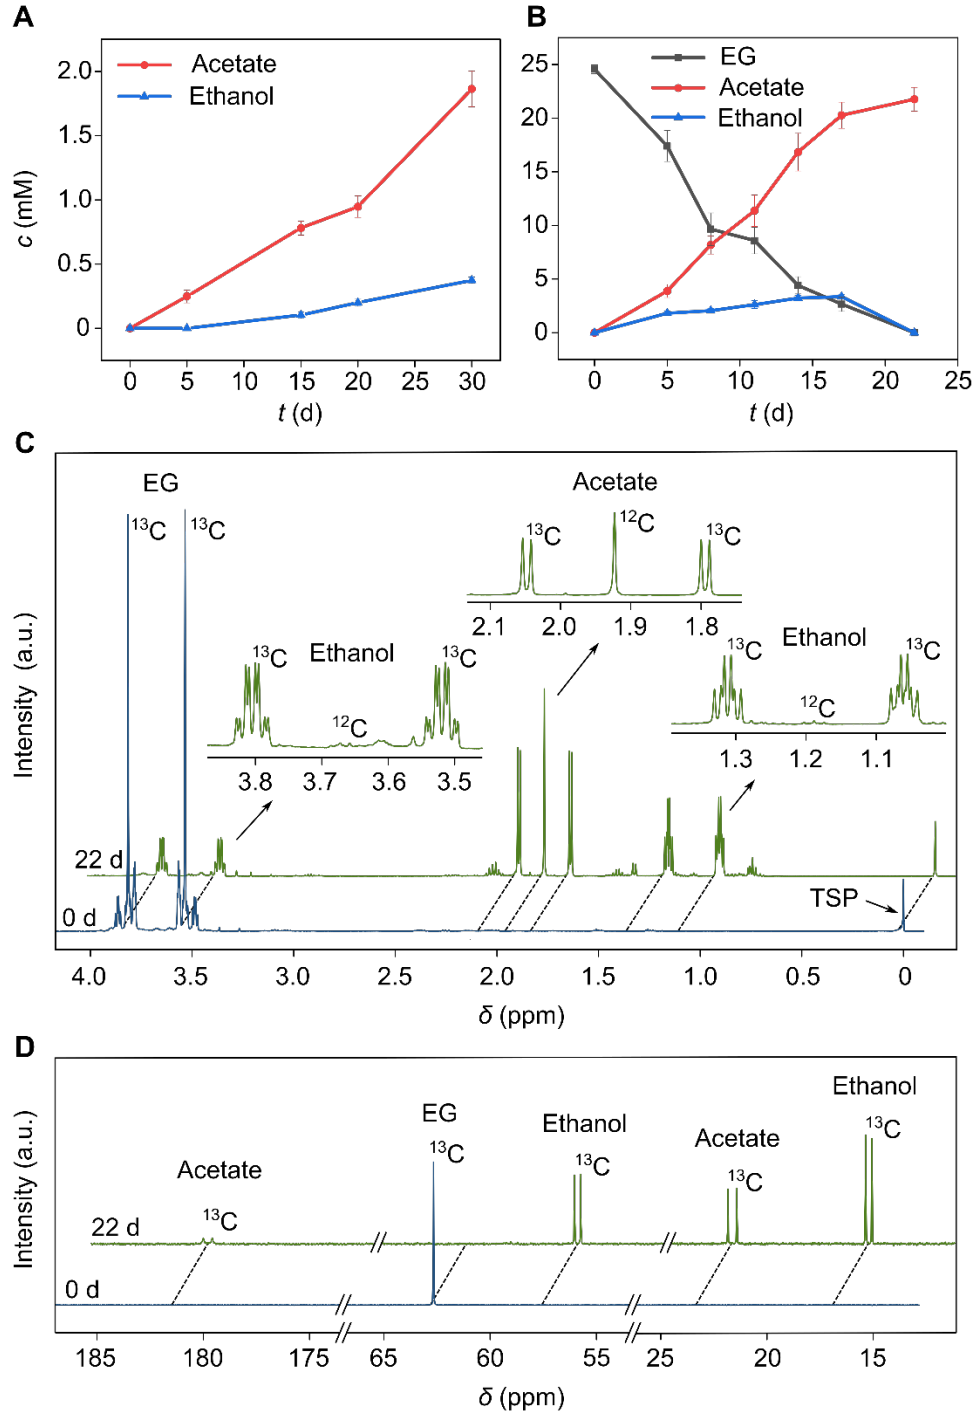 A
B
Acetate
Ethanol
2.0
1.5
1.0
0.5
0
c (mM)
0 5 10 15 20 25 30
t (d)
EG
Acetate
Ethanol
25
20
15
10
5
0
0 5 10 15 20 25
t (d)
C
EG
Acetate
¹³C ¹³C
¹³C ¹²C ¹³C
2.1 2.0 1.9 1.8
Ethanol
¹³C ¹²C ¹³C
3.8 3.7 3.6 3.5
Ethanol
¹³C ¹²C ¹³C
1.3 1.2 1.1
Intensity (a.u.)
22 d
0 d
TSP
4.0 3.5 3.0 2.5 2.0 1.5 1.0 0.5 0
δ (ppm)
D
Ethanol
EG
Ethanol
Acetate
Acetate
¹³C
¹³C
¹³C
¹³C
¹³C
Intensity (a.u.)
22 d
0 d
185 180 175 65 60 55 25 20 15
δ (ppm)